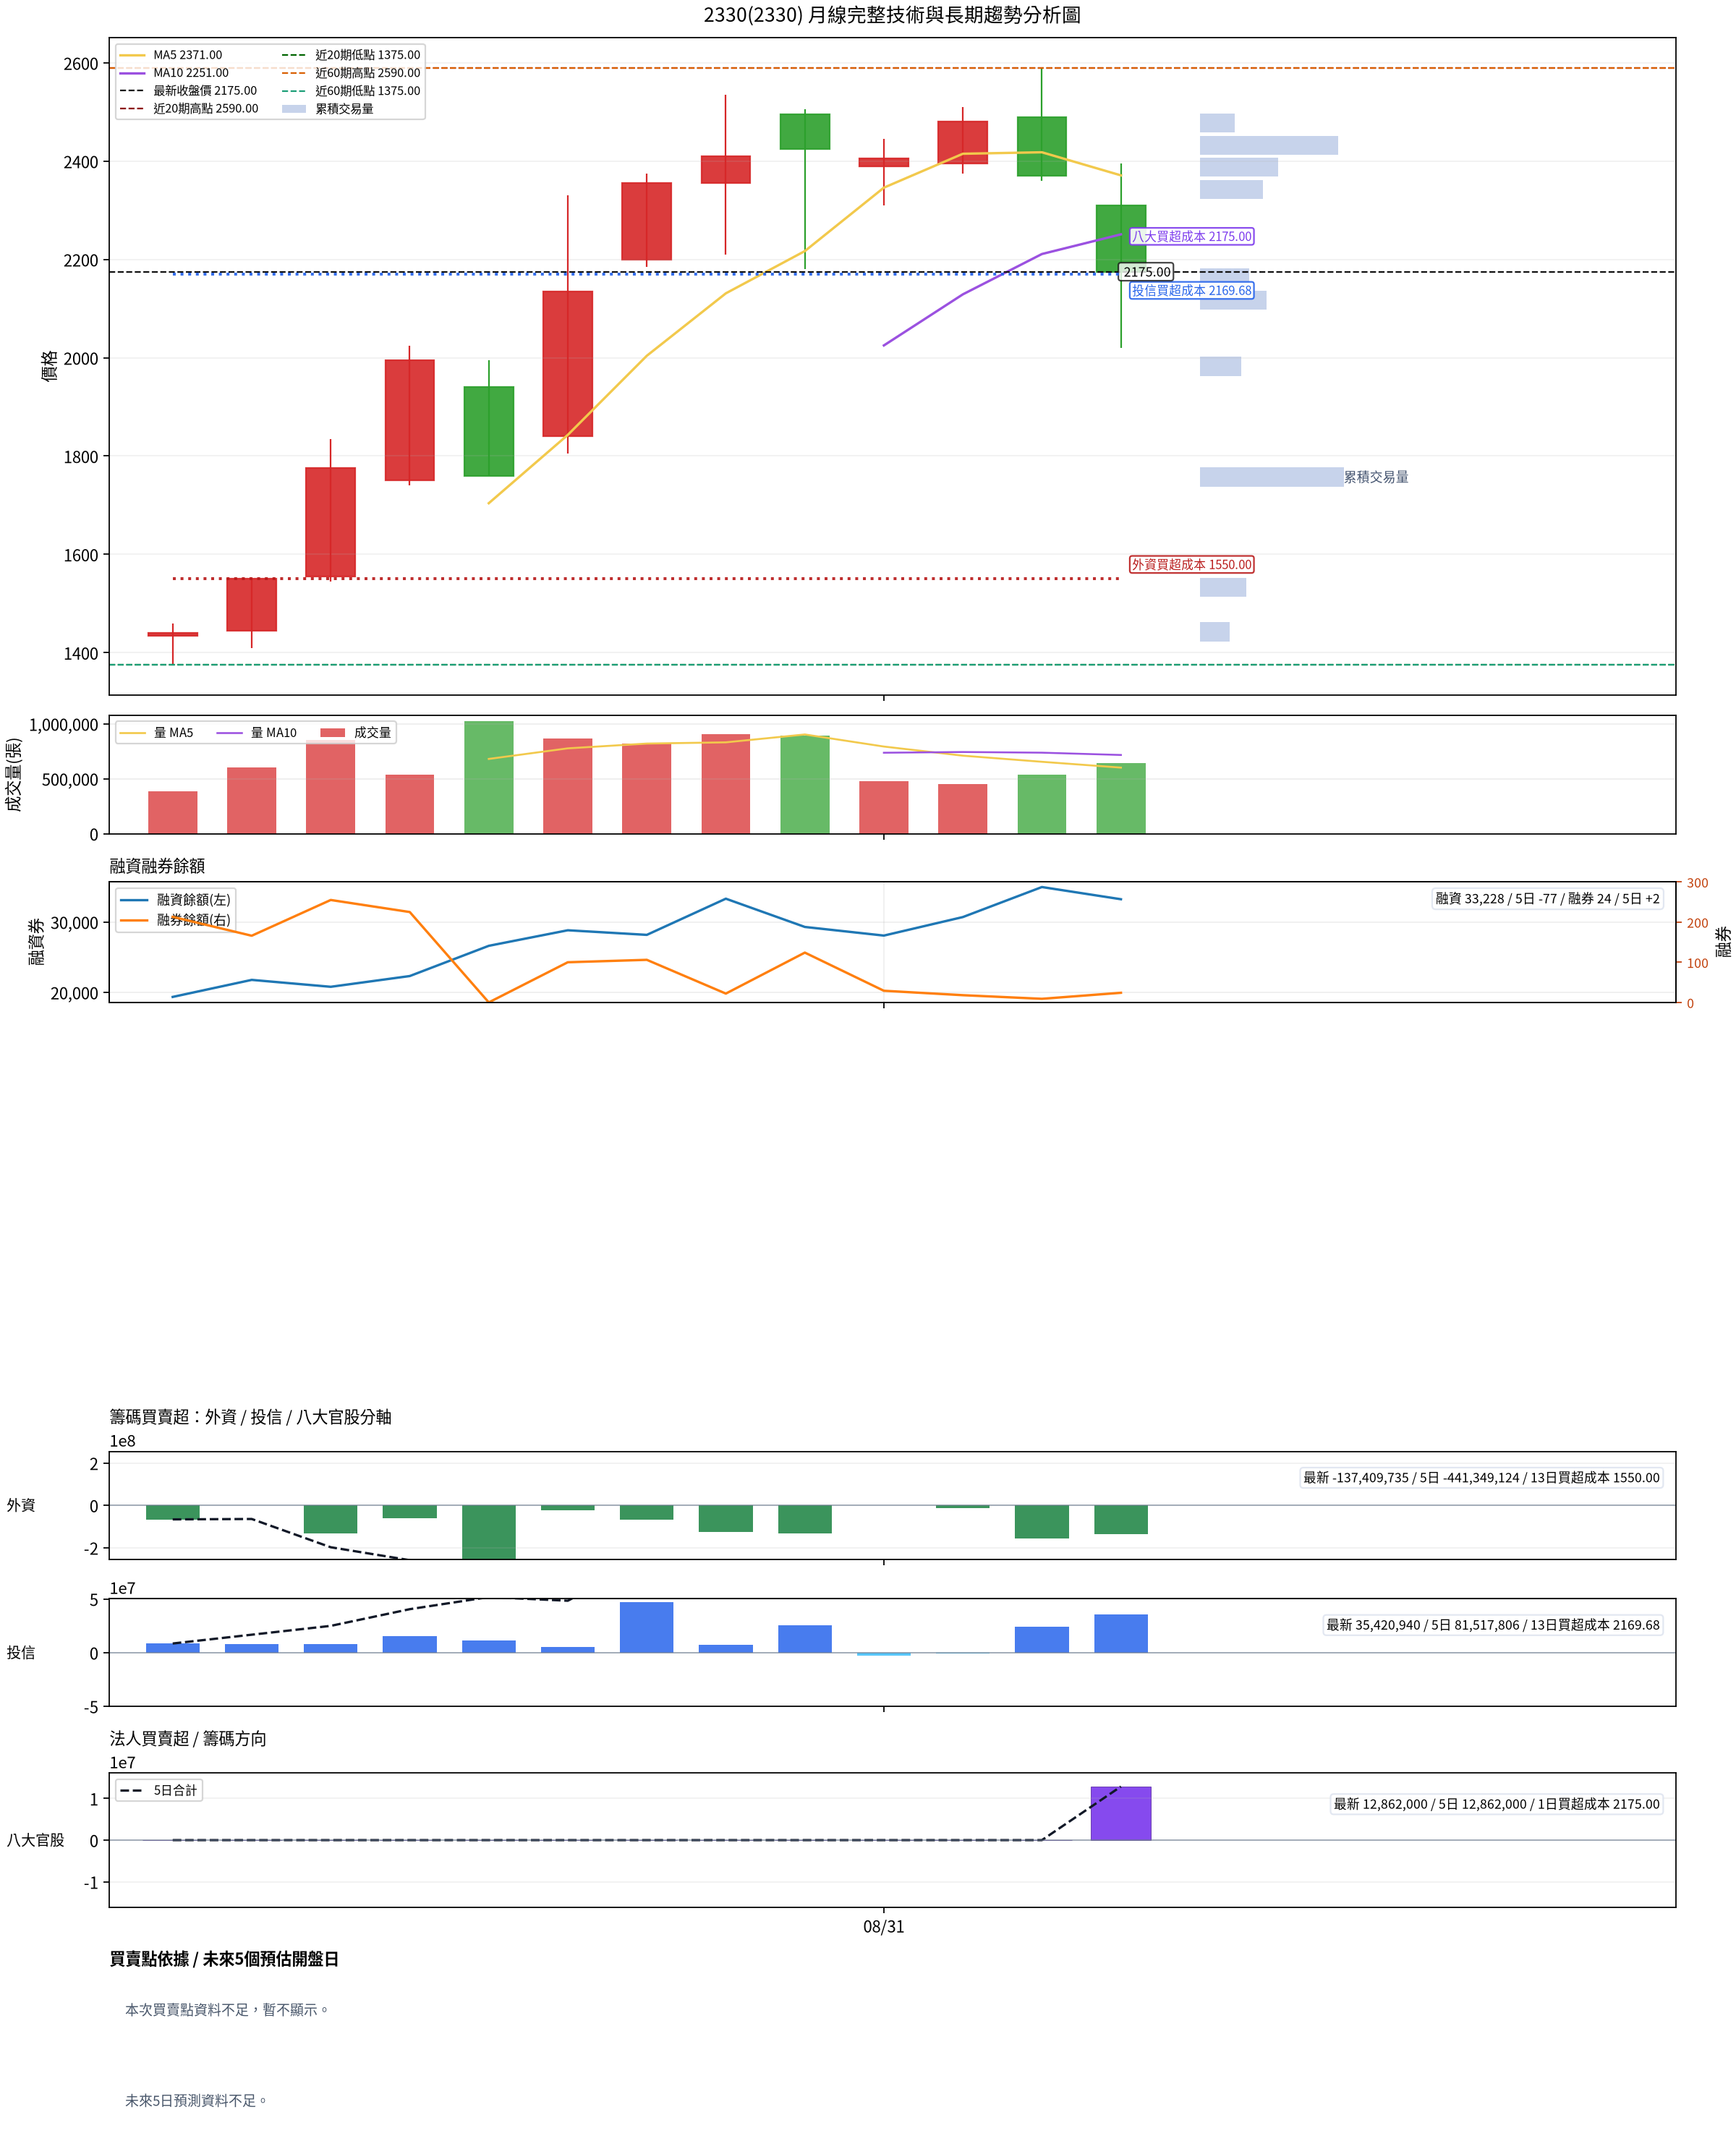 2330(2330) 月線完整技術與長期趨勢分析圖
MA5 2371.00
MA10 2251.00
最新收盤價 2175.00
近20期高點 2590.00
近20期低點 1375.00
近60期高點 2590.00
近60期低點 1375.00
累積交易量
價格
2600
2400
2200
2000
1800
1600
1400
八大買超成本 2175.00
2175.00
投信買超成本 2169.68
累積交易量
外資買超成本 1550.00
成交量(張)
1,000,000
500,000
0
量 MA5
量 MA10
成交量
融資融券餘額
融資券
30,000
20,000
融資餘額(左)
融券餘額(右)
融資 33,228 / 5日 -77 / 融券 24 / 5日 +2
300
200
100
0
融券
籌碼買賣超：外資 / 投信 / 八大官股分軸
1e8
外資
2
0
-2
最新 -137,409,735 / 5日 -441,349,124 / 13日買超成本 1550.00
1e7
投信
5
0
-5
最新 35,420,940 / 5日 81,517,806 / 13日買超成本 2169.68
法人買賣超 / 籌碼方向
1e7
八大官股
1
0
-1
5日合計
最新 12,862,000 / 5日 12,862,000 / 1日買超成本 2175.00
08/31
買賣點依據 / 未來5個預估開盤日
本次買賣點資料不足，暫不顯示。
未來5日預測資料不足。